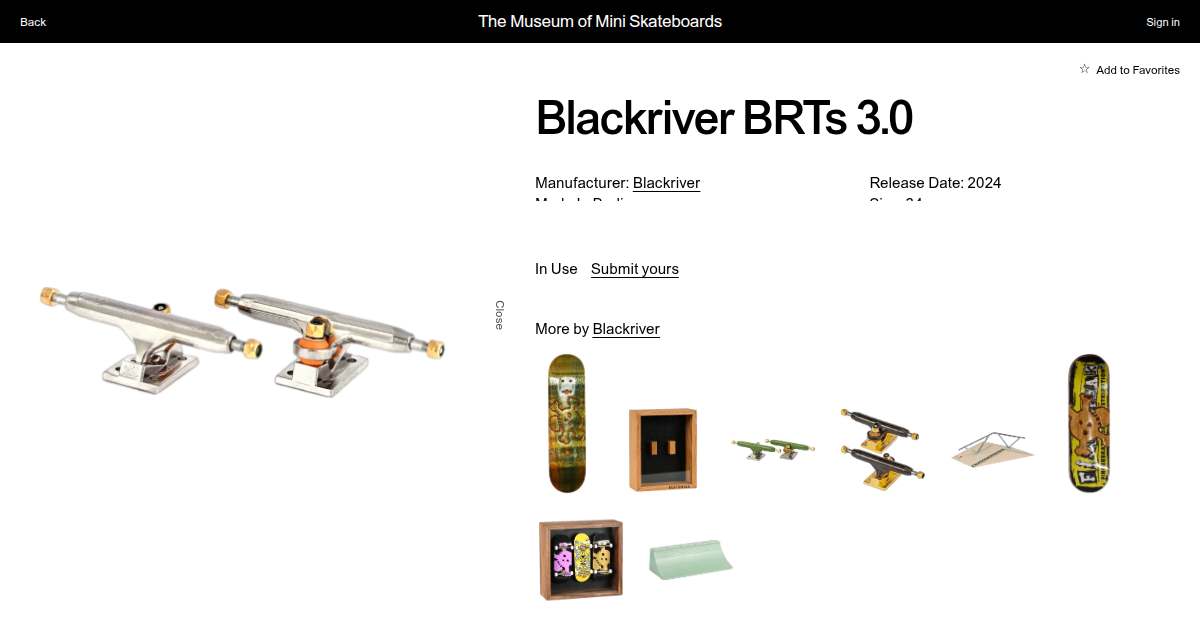 Back
The Museum of Mini Skateboards
Sign in
☆ Add to Favorites
Blackriver BRTs 3.0
Manufacturer: Blackriver
Release Date: 2024
In Use Submit yours
Close
More by Blackriver